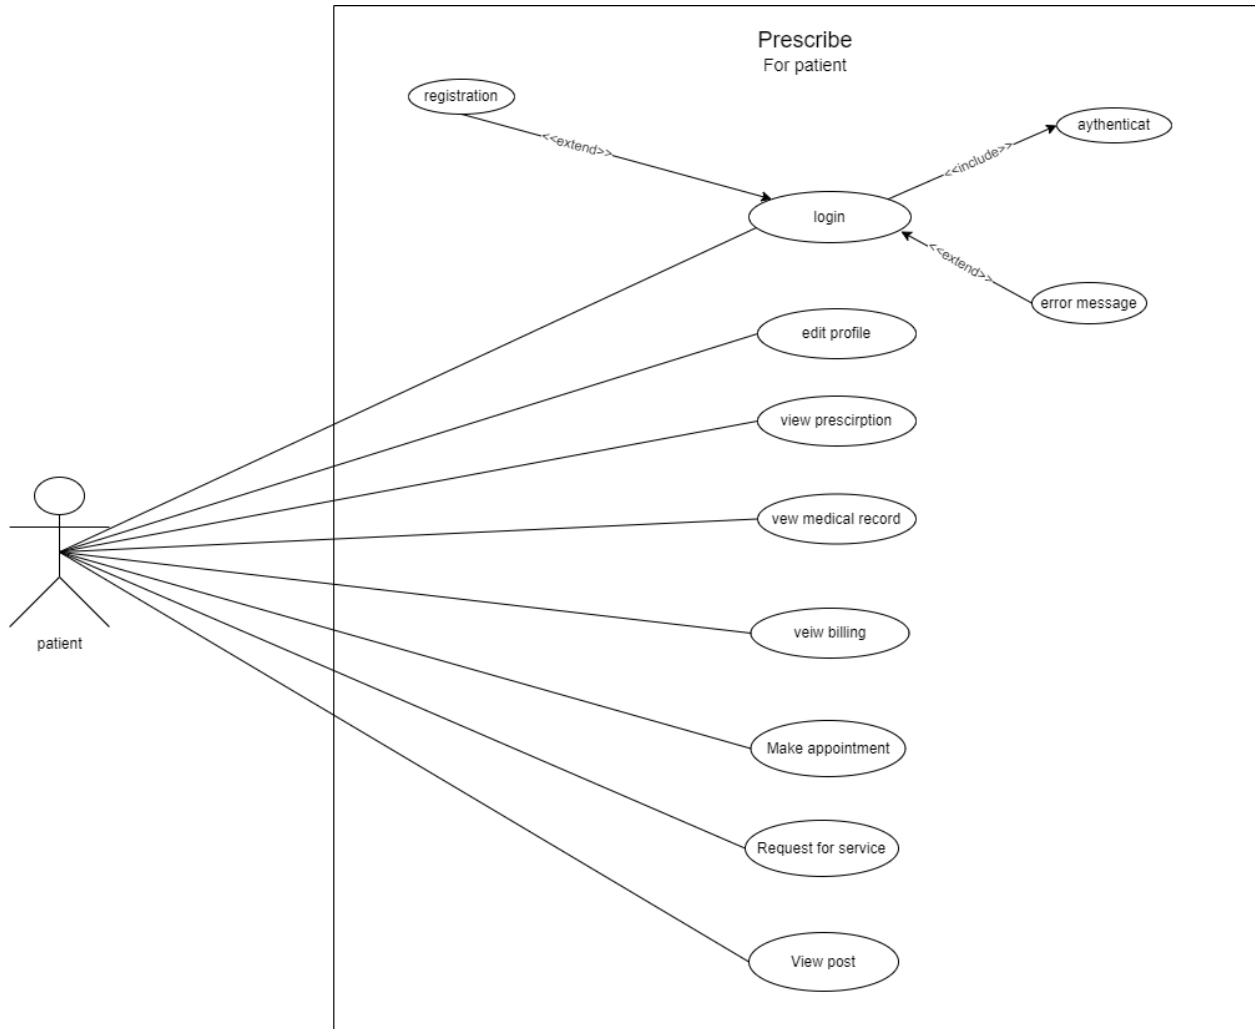 Prescribe
For patient
registration
<<extend>>
aythenticat
<<include>>
login
<<extend>>
error message
edit profile
view prescirption
vew medical record
patient
veiw billing
Make appointment
Request for service
View post